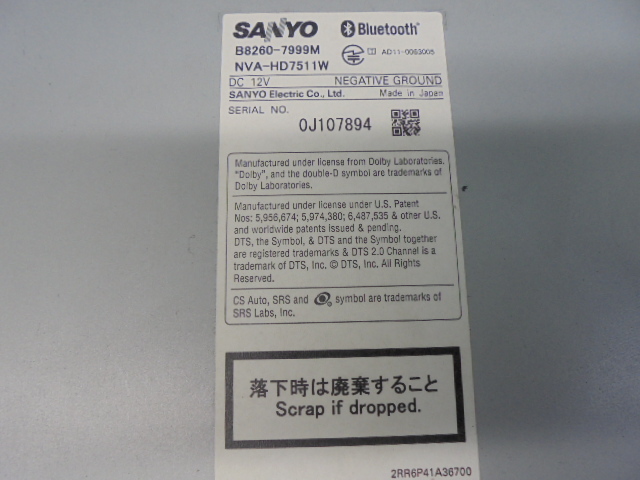 SANYO Bluetooth®
B8260-7999M
NVA-HD7511W
AD11-0053005
DC 12V NEGATIVE GROUND
SANYO Electric Co., Ltd. Made in Japan
SERIAL NO.
0J107894
Manufactured under license from Dolby Laboratories.
"Dolby", and the double-D symbol are trademarks of
Dolby Laboratories.
Manufactured under license under U.S. Patent
Nos: 5,956,674; 5,974,380; 6,487,535 & other U.S.
and worldwide patents issued & pending.
DTS, the Symbol, & DTS and the Symbol together
are registered trademarks & DTS 2.0 Channel is a
trademark of DTS, Inc. © DTS, Inc. All Rights
Reserved.
CS Auto, SRS and symbol are trademarks of
SRS Labs, Inc.
落下時は廃棄すること
Scrap if dropped.
2RR6P41A36700